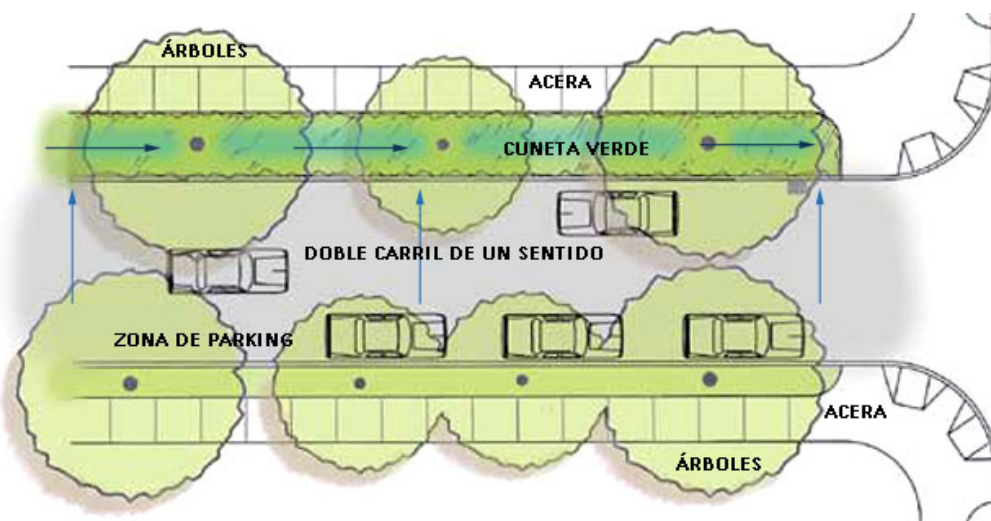 ÁRBOLES
ACERA
CUNETA VERDE
DOBLE CARRIL DE UN SENTIDO
ZONA DE PARKING
ACERA
ÁRBOLES